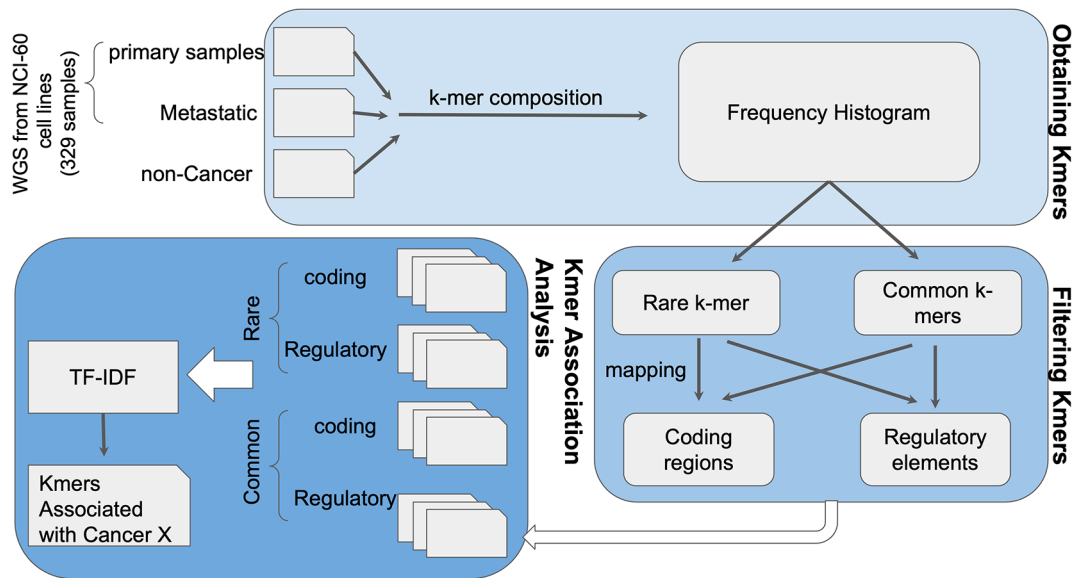 WGS from NCI-60
cell lines
(329 samples)
primary samples
Metastatic
non-Cancer
k-mer composition
Frequency Histogram
Obtaining Kmers
Rare k-mer
Common k-
mers
mapping
Coding
regions
Regulatory
elements
Filtering Kmers
Kmer Association
Analysis
Rare
coding
Regulatory
Common
coding
Regulatory
TF-IDF
Kmers
Associated
with Cancer X